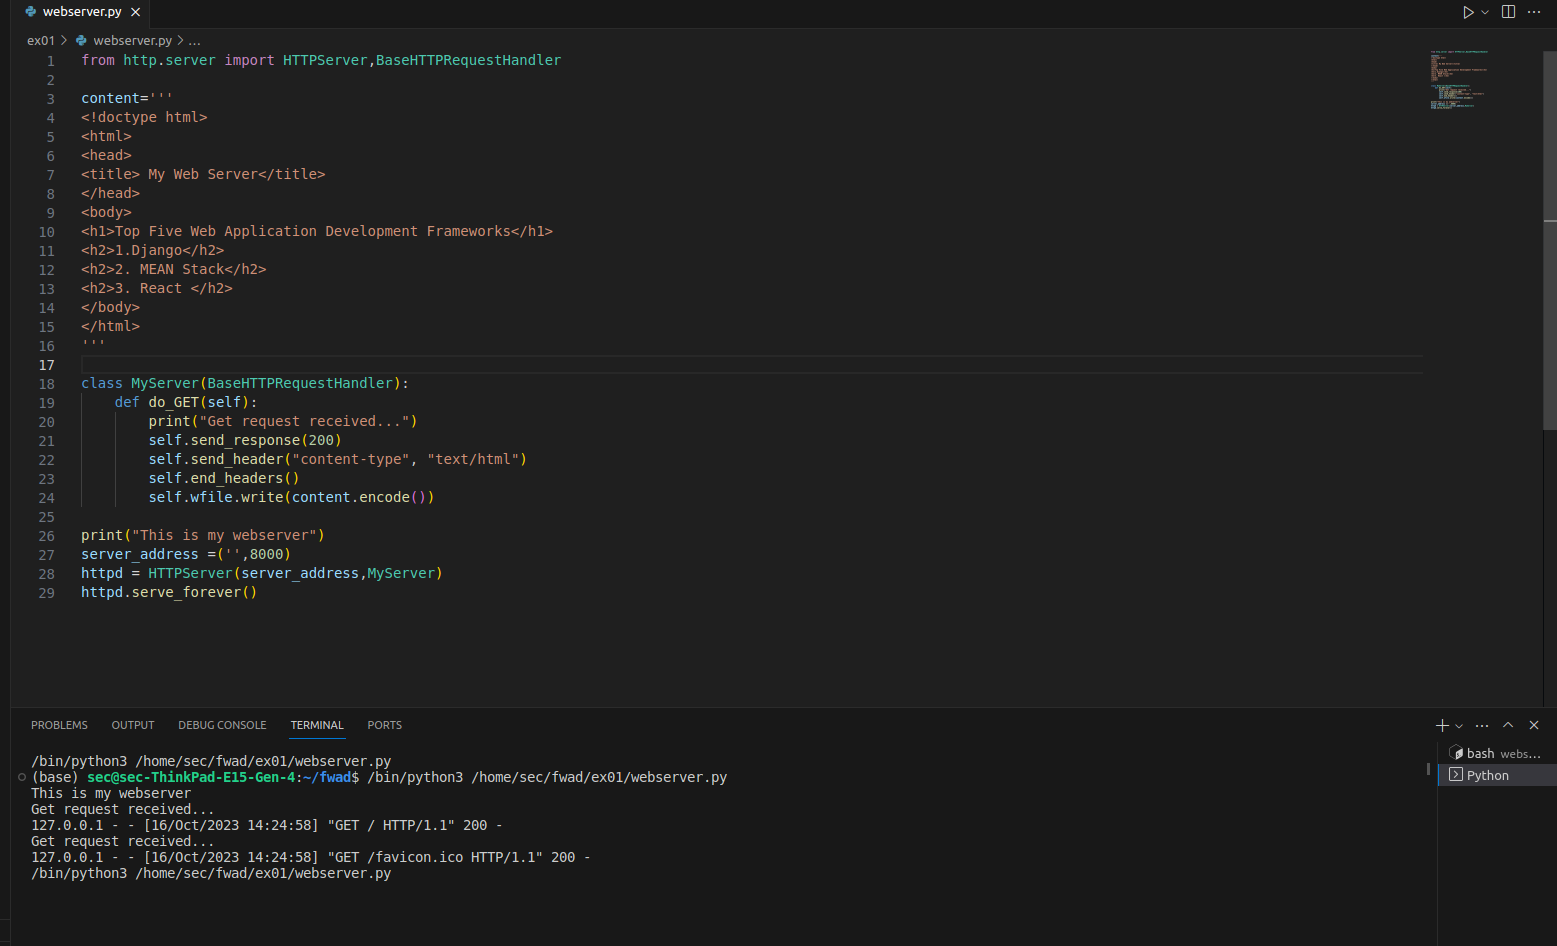 webserver.py
ex01 > webserver.py > ...
1 from http.server import HTTPServer,BaseHTTPRequestHandler
2
3 content='''
4 <!doctype html>
5 <html>
6 <head>
7 <title> My Web Server</title>
8 </head>
9 <body>
10 <h1>Top Five Web Application Development Frameworks</h1>
11 <h2>1.Django</h2>
12 <h2>2. MEAN Stack</h2>
13 <h2>3. React </h2>
14 </body>
15 </html>
16 '''
17
18 class MyServer(BaseHTTPRequestHandler):
19     def do_GET(self):
20         print("Get request received...")
21         self.send_response(200)
22         self.send_header("content-type", "text/html")
23         self.end_headers()
24         self.wfile.write(content.encode())
25
26 print("This is my webserver")
27 server_address =('',8000)
28 httpd = HTTPServer(server_address,MyServer)
29 httpd.serve_forever()
PROBLEMS OUTPUT DEBUG CONSOLE TERMINAL PORTS
/bin/python3 /home/sec/fwad/ex01/webserver.py
(base) sec@sec-ThinkPad-E15-Gen-4:~/fwad$ /bin/python3 /home/sec/fwad/ex01/webserver.py
This is my webserver
Get request received...
127.0.0.1 - - [16/Oct/2023 14:24:58] "GET / HTTP/1.1" 200 -
Get request received...
127.0.0.1 - - [16/Oct/2023 14:24:58] "GET /favicon.ico HTTP/1.1" 200 -
/bin/python3 /home/sec/fwad/ex01/webserver.py
bash webs...
Python